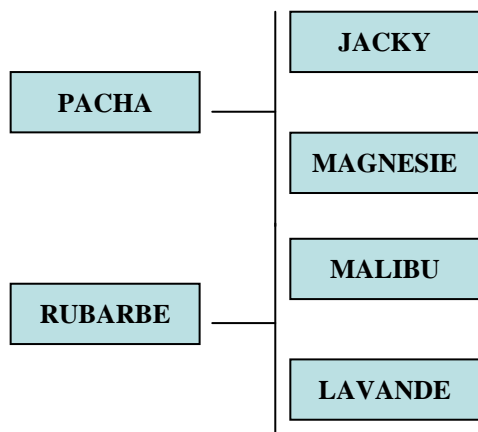 JACKY
PACHA
MAGNESIE
MALIBU
RUBARBE
LAVANDE